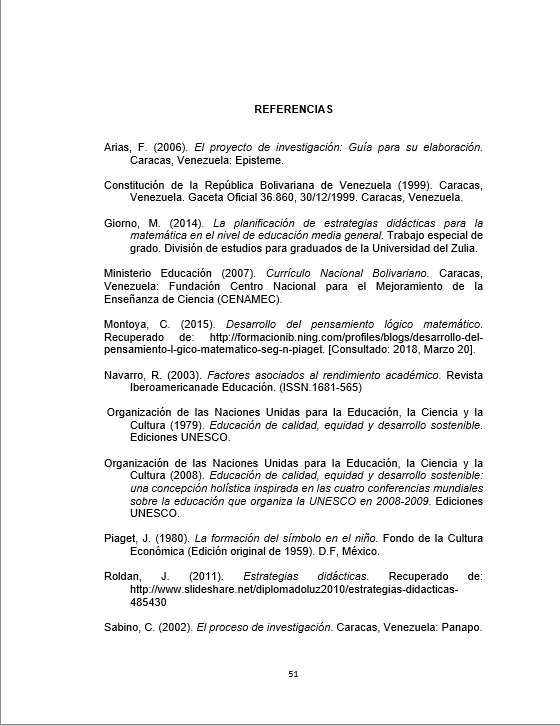 REFERENCIAS
Arias, F. (2006). El proyecto de investigación: Guía para su elaboración.
Caracas, Venezuela: Episteme.
Constitución de la República Bolivariana de Venezuela (1999). Caracas,
Venezuela. Gaceta Oficial 36.860, 30/12/1999. Caracas, Venezuela.
Giorno, M. (2014). La planificación de estrategias didácticas para la
matemática en el nivel de educación media general. Trabajo especial de
grado. División de estudios para graduados de la Universidad del Zulia.
Ministerio Educación (2007). Currículo Nacional Bolivariano. Caracas,
Venezuela: Fundación Centro Nacional para el Mejoramiento de la
Enseñanza de Ciencia (CENAMEC).
Montoya, C. (2015). Desarrollo del pensamiento lógico matemático.
Recuperado de: http://formacionib.ning.com/profiles/blogs/desarrollo-del-
pensamiento-l-gico-matematico-seg-n-piaget. [Consultado: 2018, Marzo 20].
Navarro, R. (2003). Factores asociados al rendimiento académico. Revista
Iberoamericanade Educación. (ISSN.1681-565)
Organización de las Naciones Unidas para la Educación, la Ciencia y la
Cultura (1979). Educación de calidad, equidad y desarrollo sostenible.
Ediciones UNESCO.
Organización de las Naciones Unidas para la Educación, la Ciencia y la
Cultura (2008). Educación de calidad, equidad y desarrollo sostenible:
una concepción holística inspirada en las cuatro conferencias mundiales
sobre la educación que organiza la UNESCO en 2008-2009. Ediciones
UNESCO.
Piaget, J. (1980). La formación del símbolo en el niño. Fondo de la Cultura
Económica (Edición original de 1959). D.F, México.
Roldan, J. (2011). Estrategias didácticas. Recuperado de:
http://www.slideshare.net/diplomadoluz2010/estrategias-didacticas-
485430
Sabino, C. (2002). El proceso de investigación. Caracas, Venezuela: Panapo.
51